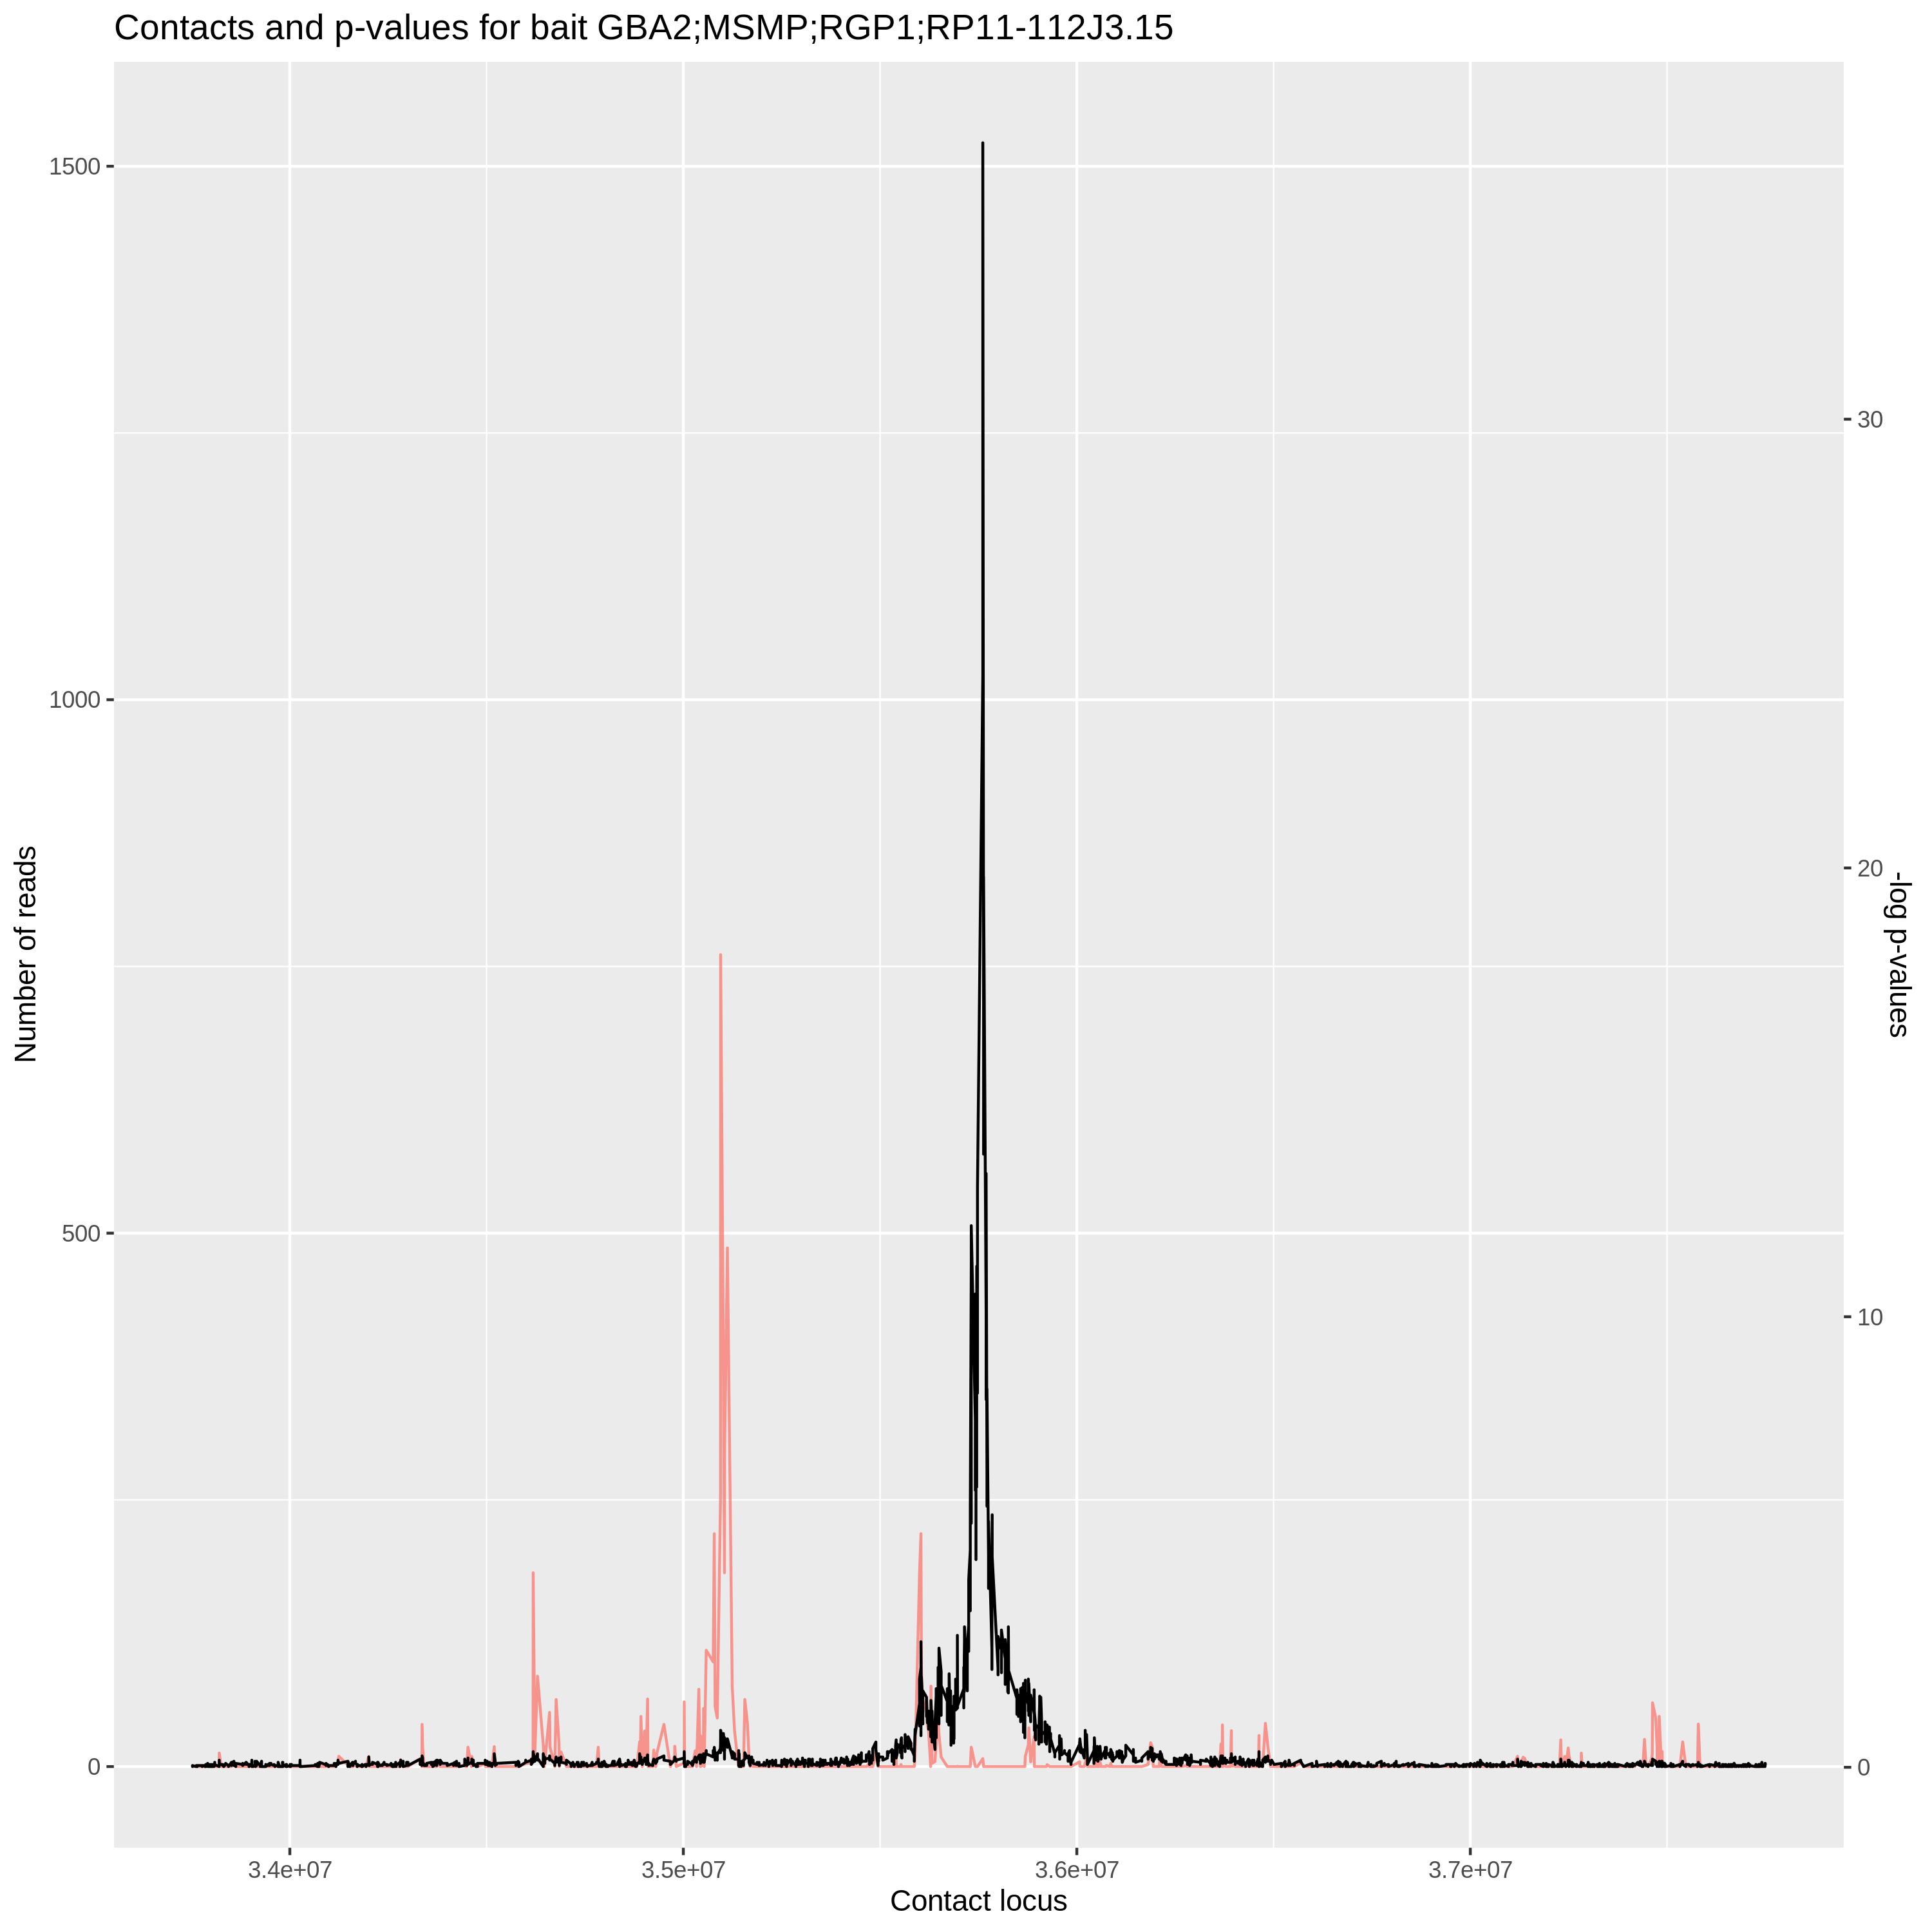 Contacts and p-values for bait GBA2;MSMP;RGP1;RP11-112J3.15
1500
1000
500
0
Number of reads
30
20
10
0
-log p-values
3.4e+07 3.5e+07 3.6e+07 3.7e+07
Contact locus